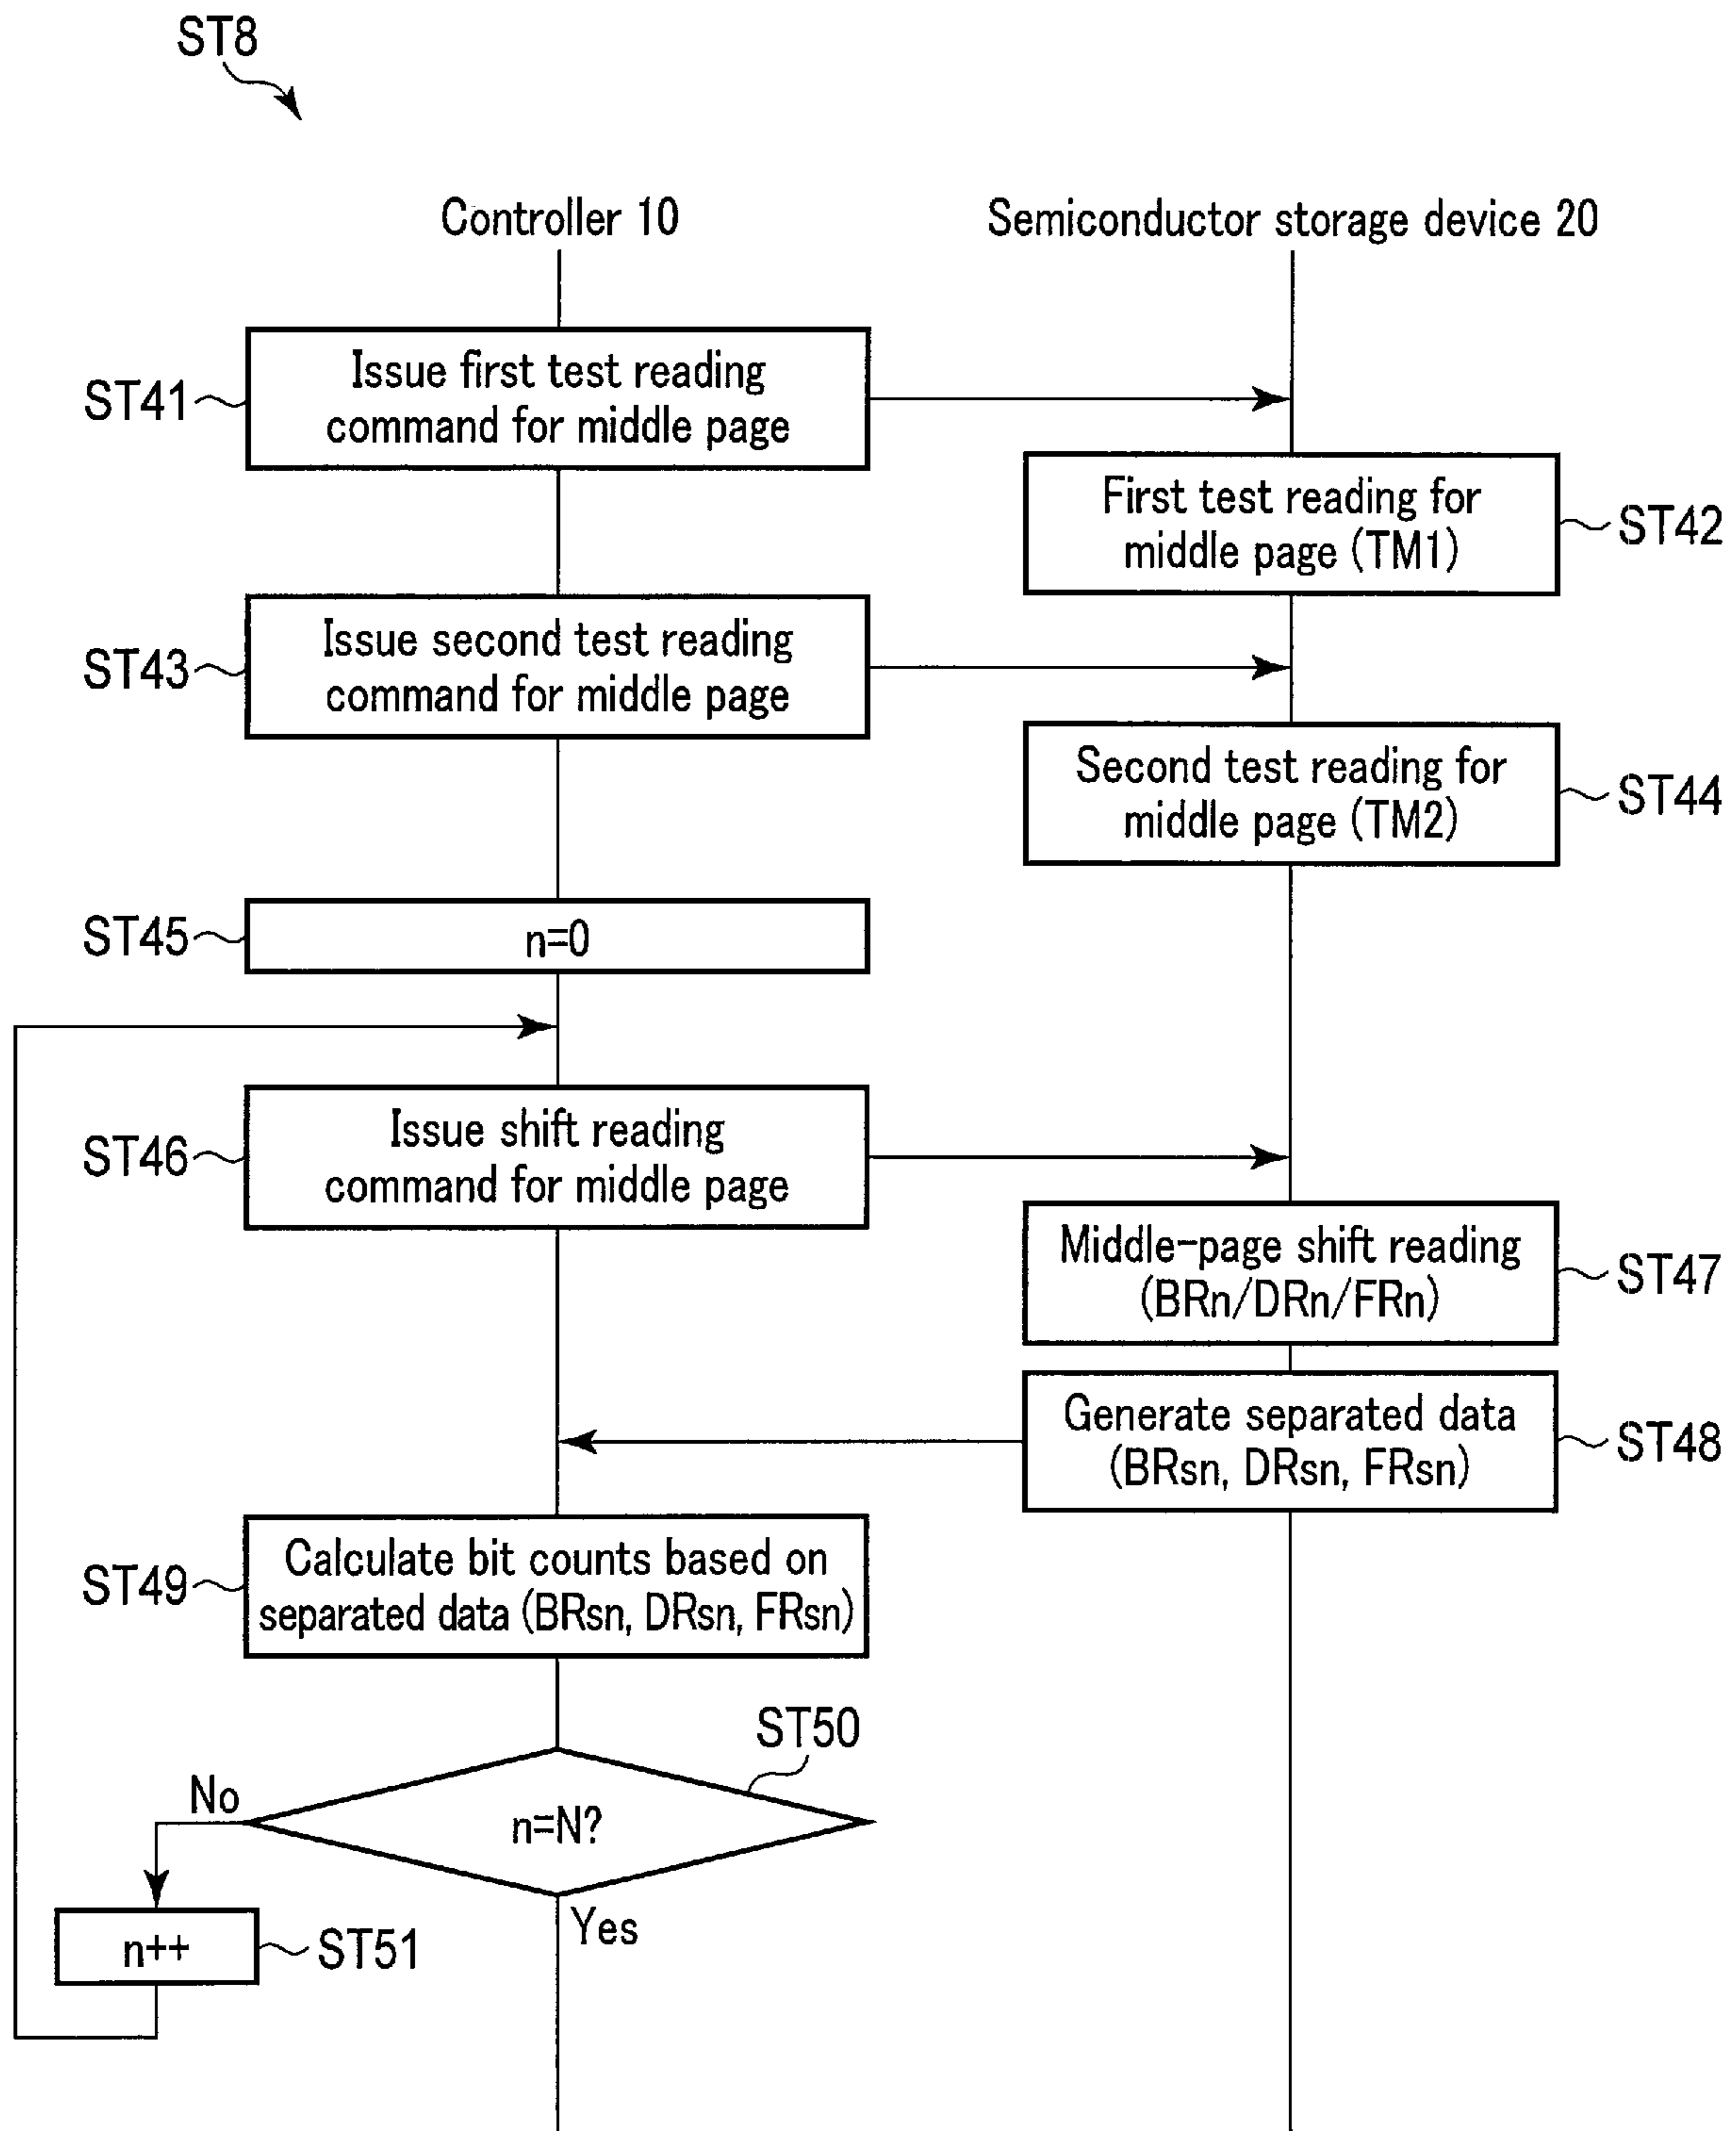 ST8
Controller 10
Semiconductor storage device 20
ST41
Issue first test reading
command for middle page
First test reading for
middle page (TM1)
ST42
ST43
Issue second test reading
command for middle page
Second test reading for
middle page (TM2)
ST44
ST45
n=0
ST46
Issue shift reading
command for middle page
Middle-page shift reading
(BRn/DRn/FRn)
ST47
Generate separated data
(BRsn, DRsn, FRsn)
ST48
ST49
Calculate bit counts based on
separated data (BRsn, DRsn, FRsn)
ST50
No
n=N?
Yes
n++
ST51